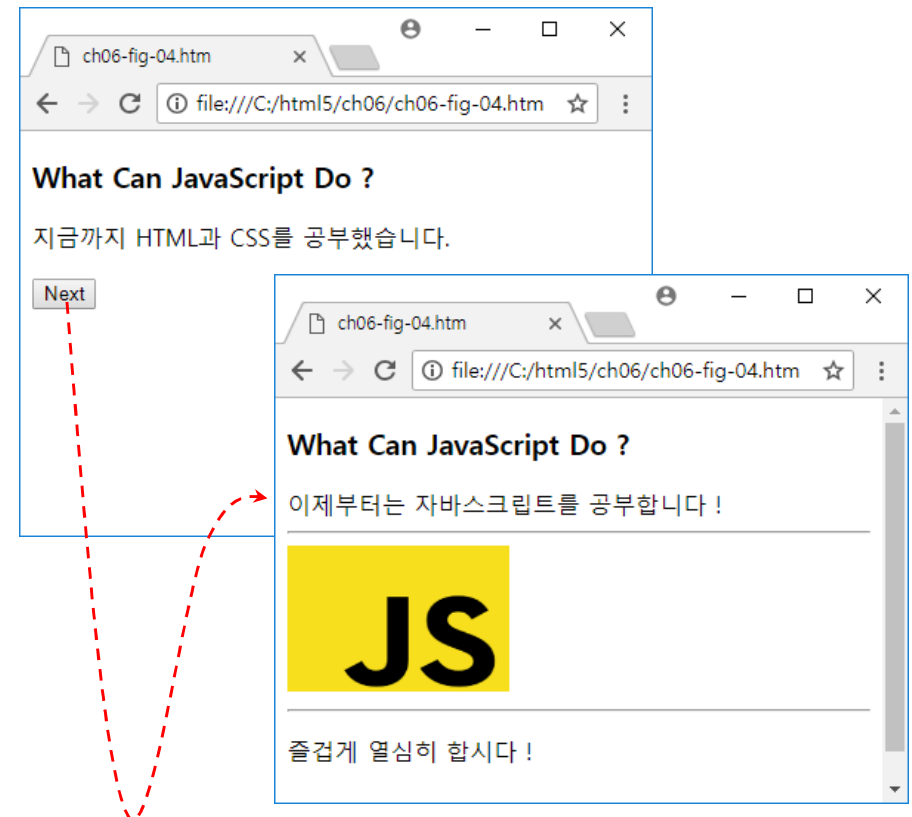 ch06-fig-04.htm
file:///C:/html5/ch06/ch06-fig-04.htm
What Can JavaScript Do ?
지금까지 HTML과 CSS를 공부했습니다.
Next
ch06-fig-04.htm
file:///C:/html5/ch06/ch06-fig-04.htm
What Can JavaScript Do ?
이제부터는 자바스크립트를 공부합니다 !
JS
즐겁게 열심히 합시다 !